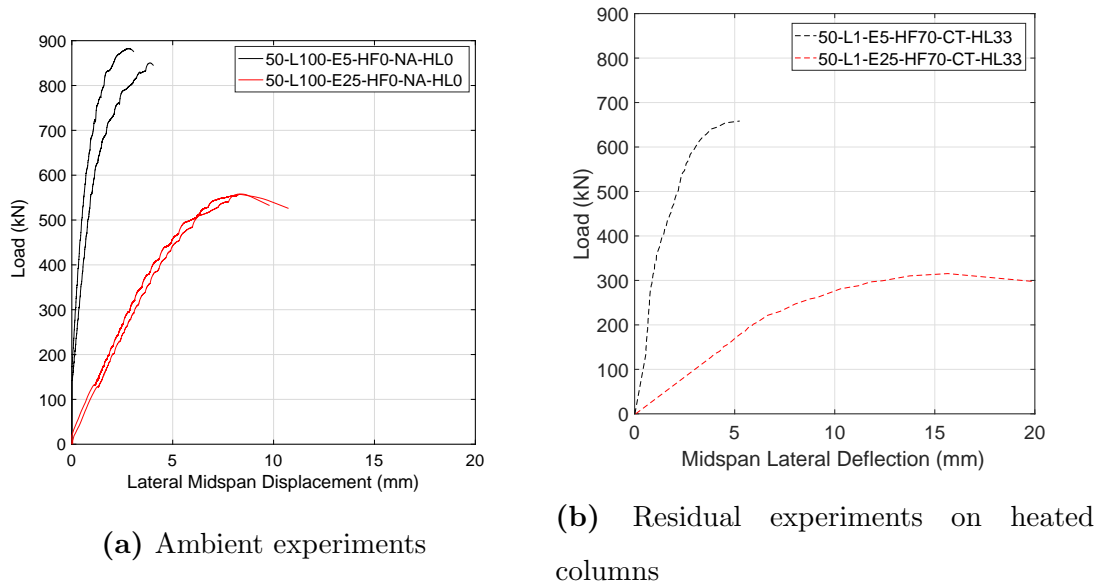 900
800
700
600
500
400
300
200
100
0
0 5 10 15 20
Load (kN)
Lateral Midspan Displacement (mm)
50-L100-E5-HF0-NA-HL0
50-L100-E25-HF0-NA-HL0
(a) Ambient experiments
900
800
700
600
500
400
300
200
100
0
0 5 10 15 20
Load (kN)
Midspan Lateral Deflection (mm)
50-L1-E5-HF70-CT-HL33
50-L1-E25-HF70-CT-HL33
(b) Residual experiments on heated
columns